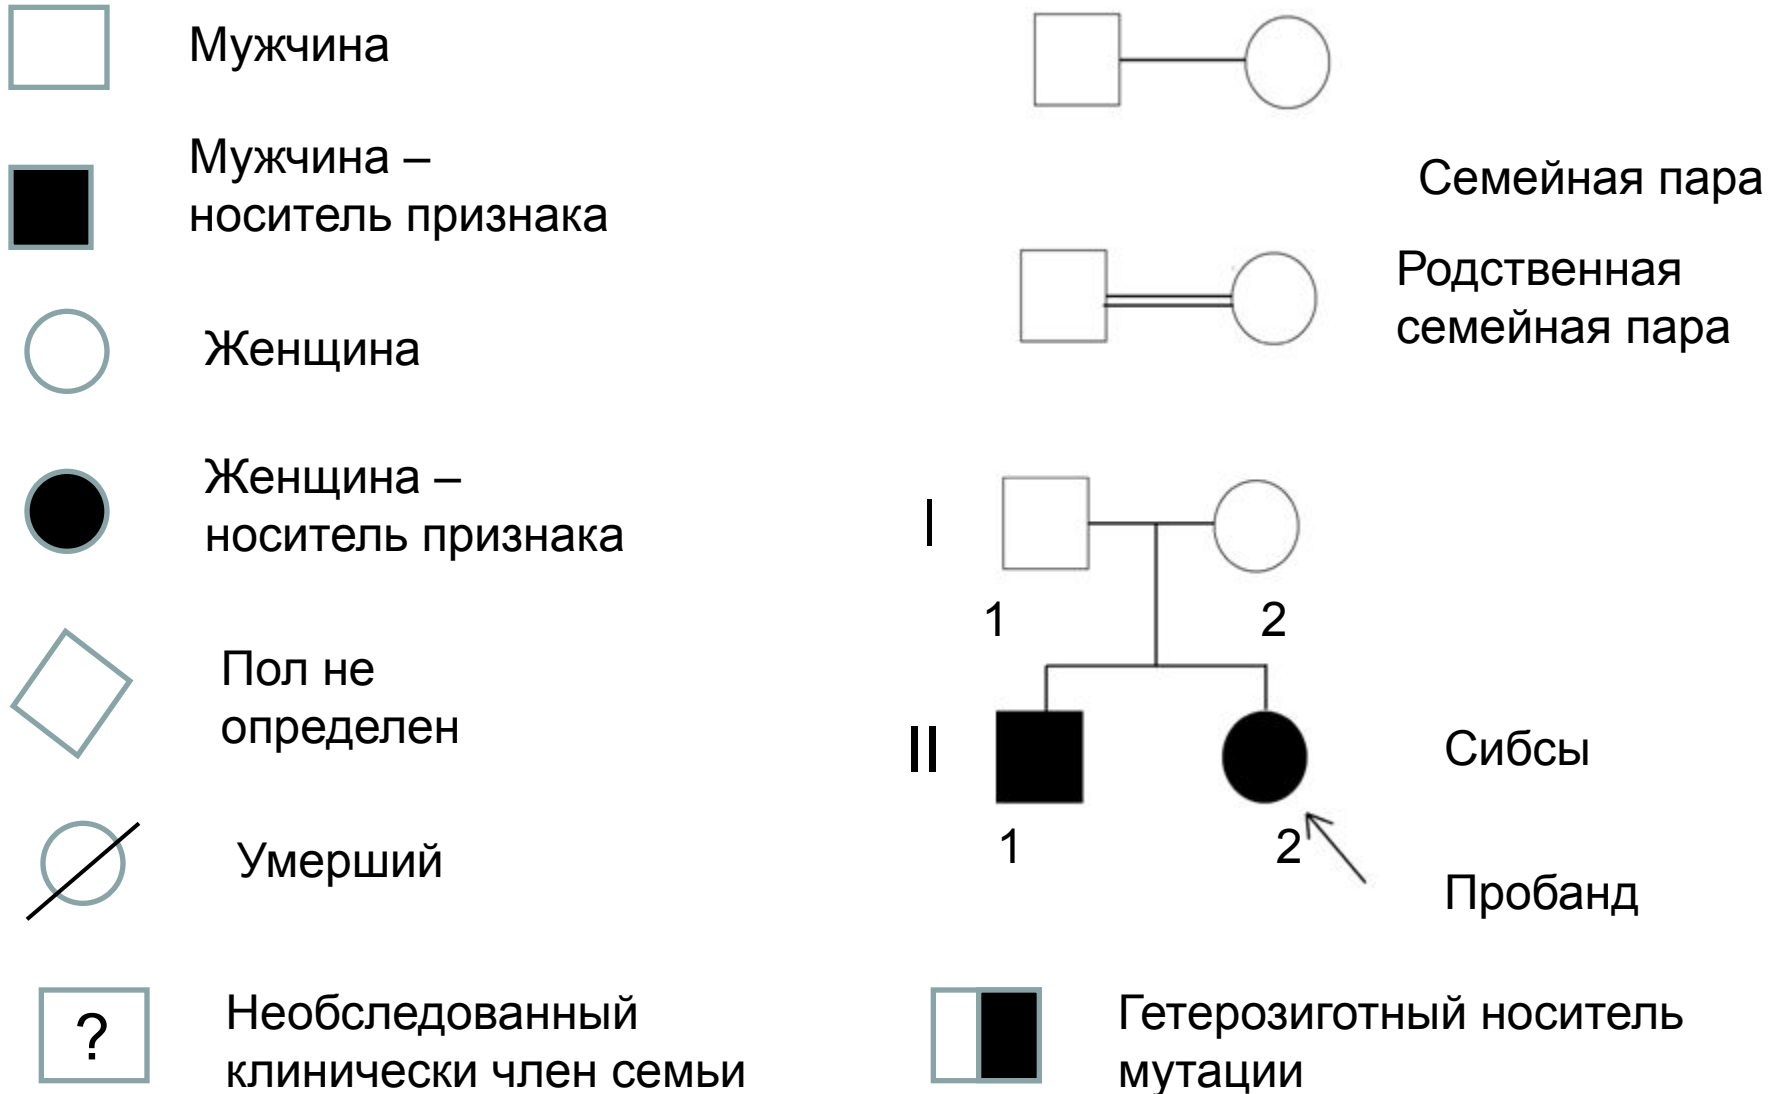 Мужчина
Мужчина –
носитель признака
Женщина
Женщина –
носитель признака
Пол не
определен
Умерший
?
Необследованный
клинически член семьи
Семейная пара
Родственная
семейная пара
I
1 2
II
Сибсы
1 2
Пробанд
Гетерозиготный носитель
мутации